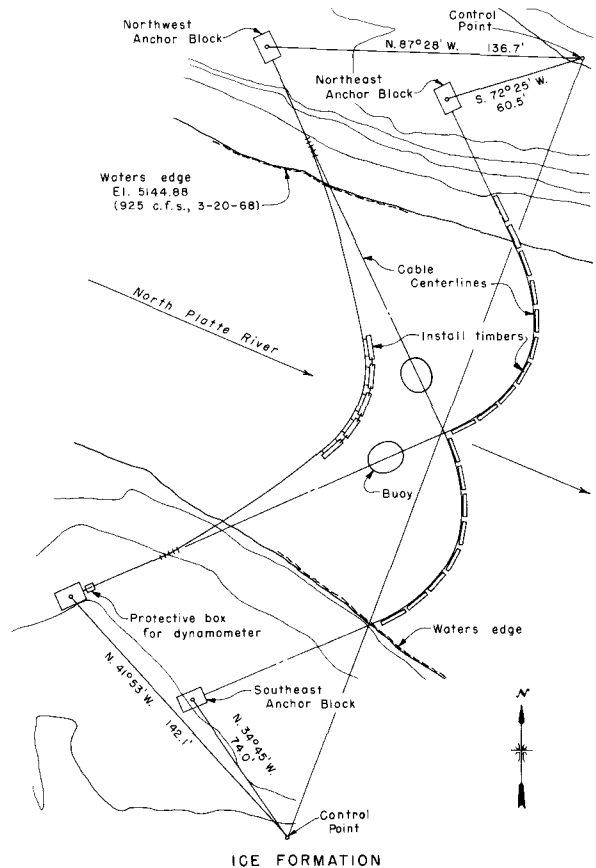 Northwest
Anchor Block
Control
Point
N. 87° 28' W. 136.7'
Northeast
Anchor Block
S. 72° 25' W.
60.5'
Waters edge
El. 5144.88
(925 c.f.s., 3-20-68)
Cable
Centerlines
North Platte
River
Install timbers
Buoy
Protective box
for dynamometer
Waters edge
N. 41° 53' W.
142.1'
Southeast
Anchor Block
N. 34° 45' W.
74.0'
N
Control
Point
ICE FORMATION